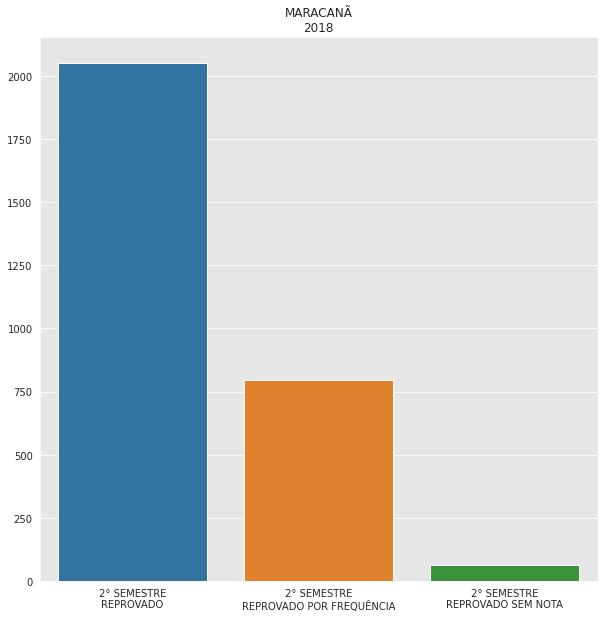 MARACANÃ
2018
2000
1750
1500
1250
1000
750
500
250
0
2° SEMESTRE
REPROVADO
2° SEMESTRE
REPROVADO POR FREQUÊNCIA
2° SEMESTRE
REPROVADO SEM NOTA